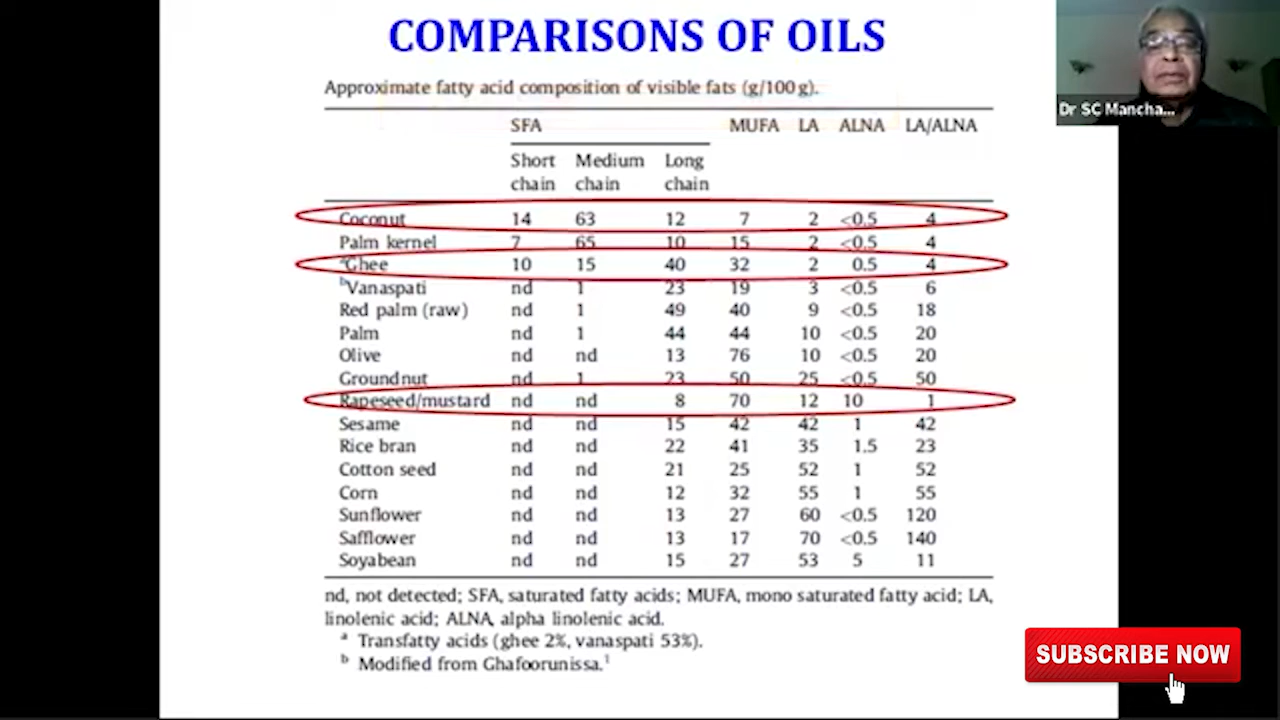 COMPARISONS OF OILS
Dr SC Mancha...
Approximate fatty acid composition of visible fats (g/100 g).
SFA MUFA LA ALNA LA/ALNA
Short chain Medium chain Long chain
Coconut 14 63 12 7 2 <0.5 4
Palm kernel 7 65 10 15 2 <0.5 4
ᵃGhee 10 15 40 32 2 0.5 4
ᵇVanaspati nd 1 23 19 3 <0.5 6
Red palm (raw) nd 1 49 40 9 <0.5 18
Palm nd 1 44 44 10 <0.5 20
Olive nd nd 13 76 10 <0.5 20
Groundnut nd 1 23 50 25 <0.5 50
Rapeseed/mustard nd nd 8 70 12 10 1
Sesame nd nd 15 42 42 1 42
Rice bran nd nd 22 41 35 1.5 23
Cotton seed nd nd 21 25 52 1 52
Corn nd nd 12 32 55 1 55
Sunflower nd nd 13 27 60 <0.5 120
Safflower nd nd 13 17 70 <0.5 140
Soyabean nd nd 15 27 53 5 11
nd, not detected; SFA, saturated fatty acids; MUFA, mono saturated fatty acid; LA,
linolenic acid; ALNA, alpha linolenic acid.
ᵃ Transfatty acids (ghee 2%, vanaspati 53%).
ᵇ Modified from Ghafoorunissa.¹
SUBSCRIBE NOW